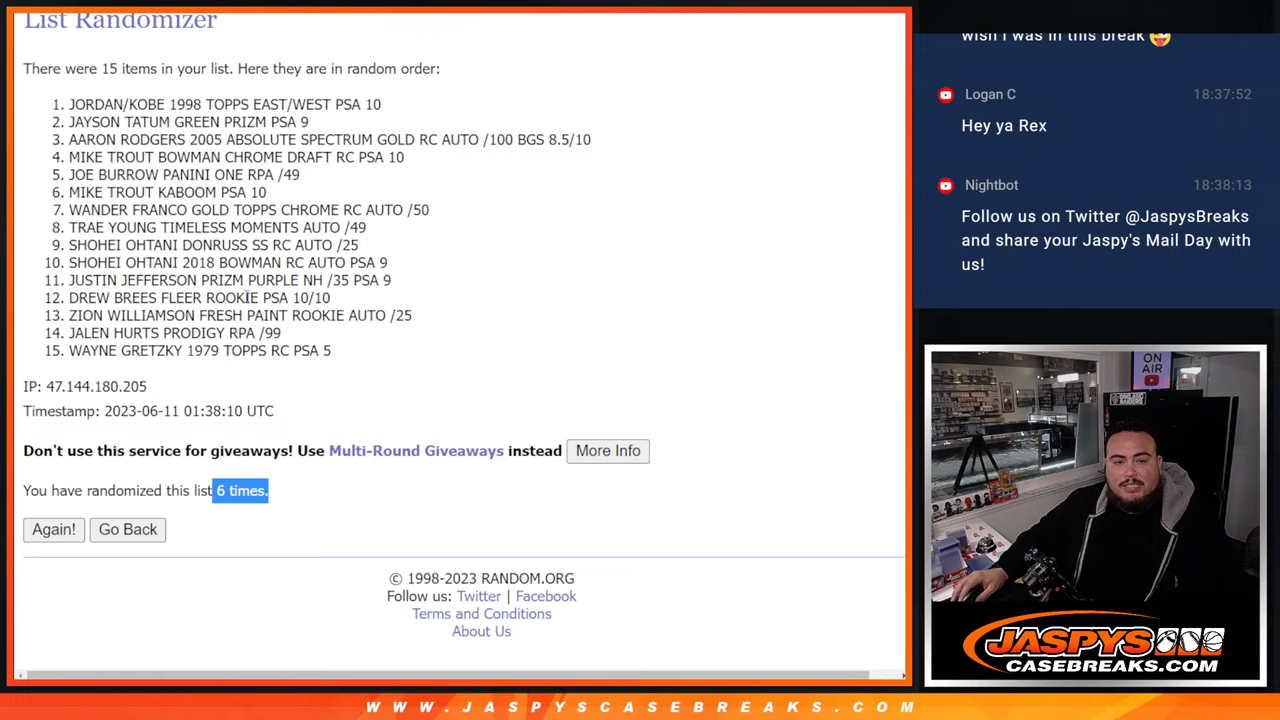 List Randomizer
There were 15 items in your list. Here they are in random order:
1. JORDAN/KOBE 1998 TOPPS EAST/WEST PSA 10
2. JAYSON TATUM GREEN PRIZM PSA 9
3. AARON RODGERS 2005 ABSOLUTE SPECTRUM GOLD RC AUTO /100 BGS 8.5/10
4. MIKE TROUT BOWMAN CHROME DRAFT RC PSA 10
5. JOE BURROW PANINI ONE RPA /49
6. MIKE TROUT KABOOM PSA 10
7. WANDER FRANCO GOLD TOPPS CHROME RC AUTO /50
8. TRAE YOUNG TIMELESS MOMENTS AUTO /49
9. SHOHEI OHTANI DONRUSS SS RC AUTO /25
10. SHOHEI OHTANI 2018 BOWMAN RC AUTO PSA 9
11. JUSTIN JEFFERSON PRIZM PURPLE NH /35 PSA 9
12. DREW BREES FLEER ROOKIE PSA 10/10
13. ZION WILLIAMSON FRESH PAINT ROOKIE AUTO /25
14. JALEN HURTS PRODIGY RPA /99
15. WAYNE GRETZKY 1979 TOPPS RC PSA 5
IP: 47.144.180.205
Timestamp: 2023-06-11 01:38:10 UTC
Don't use this service for giveaways! Use Multi-Round Giveaways instead More Info
You have randomized this list 6 times.
Again! Go Back
© 1998-2023 RANDOM.ORG
Follow us: Twitter | Facebook
Terms and Conditions
About Us
wish I was in this break 😜
Logan C 18:37:52
Hey ya Rex
Nightbot 18:38:13
Follow us on Twitter @JaspysBreaks
and share your Jaspy's Mail Day with
us!
ON
AIR
JASPYS
CASEBREAKS.COM
WWW.JASPYSCASEBREAKS.COM